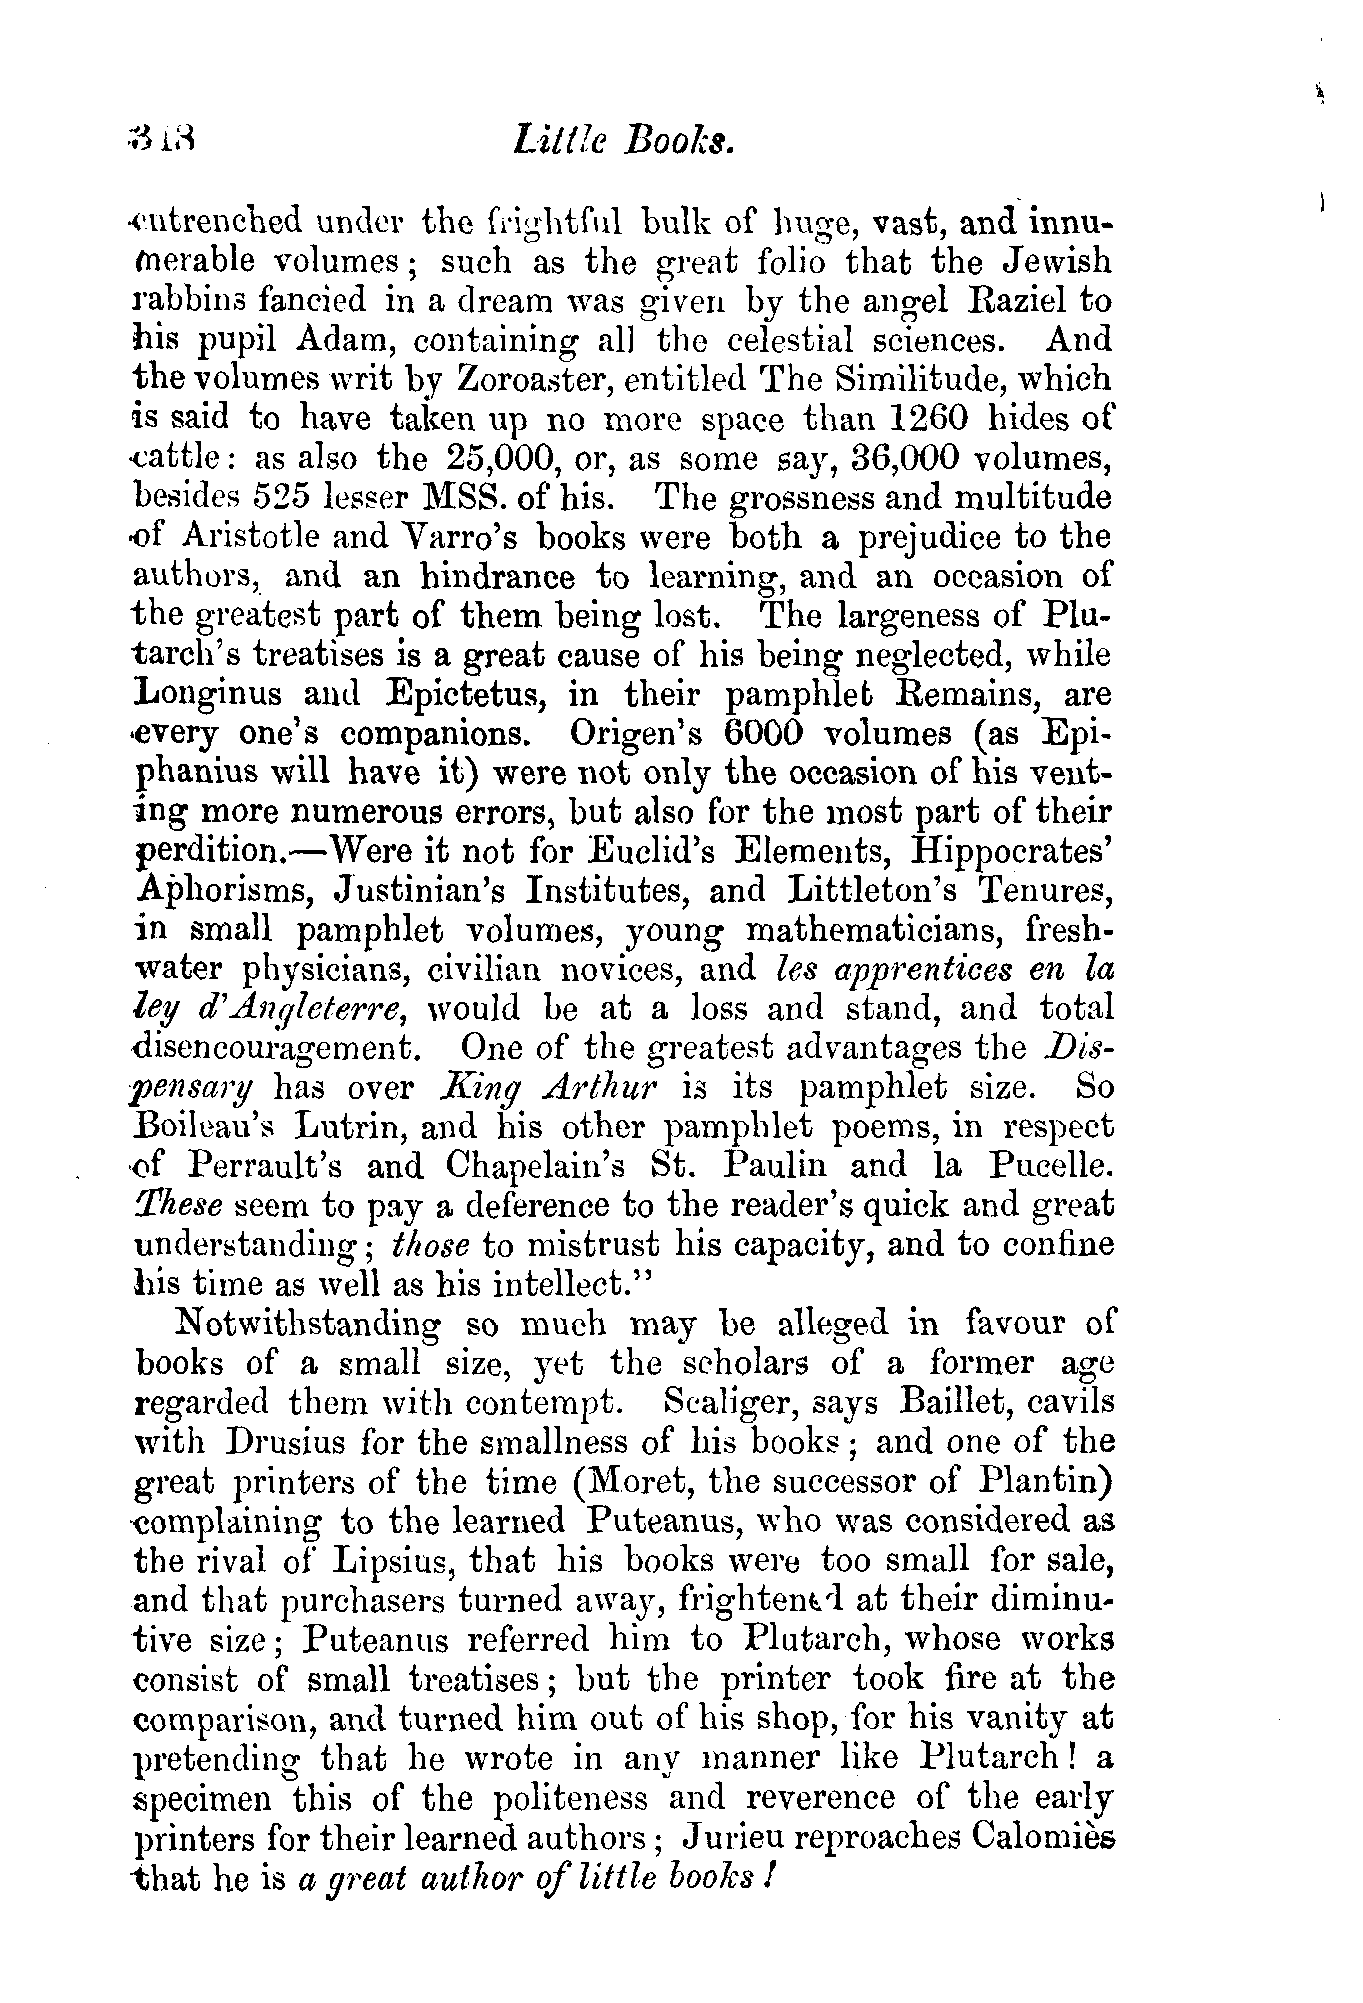 348 Little Books.
entrenched under the frightful bulk of huge, vast, and innu-
merable volumes; such as the great folio that the Jewish
rabbins fancied in a dream was given by the angel Raziel to
his pupil Adam, containing all the celestial sciences. And
the volumes writ by Zoroaster, entitled The Similitude, which
is said to have taken up no more space than 1260 hides of
cattle: as also the 25,000, or, as some say, 36,000 volumes,
besides 525 lesser MSS. of his. The grossness and multitude
of Aristotle and Varro's books were both a prejudice to the
authors, and an hindrance to learning, and an occasion of
the greatest part of them being lost. The largeness of Plu-
tarch's treatises is a great cause of his being neglected, while
Longinus and Epictetus, in their pamphlet Remains, are
every one's companions. Origen's 6000 volumes (as Epi-
phanius will have it) were not only the occasion of his vent-
ing more numerous errors, but also for the most part of their
perdition.—Were it not for Euclid's Elements, Hippocrates'
Aphorisms, Justinian's Institutes, and Littleton's Tenures,
in small pamphlet volumes, young mathematicians, fresh-
water physicians, civilian novices, and les apprentices en la
ley d'Angleterre, would be at a loss and stand, and total
disencouragement. One of the greatest advantages the Dis-
pensary has over King Arthur is its pamphlet size. So
Boileau's Lutrin, and his other pamphlet poems, in respect
of Perrault's and Chapelain's St. Paulin and la Pucelle.
These seem to pay a deference to the reader's quick and great
understanding; those to mistrust his capacity, and to confine
his time as well as his intellect."
Notwithstanding so much may be alleged in favour of
books of a small size, yet the scholars of a former age
regarded them with contempt. Scaliger, says Baillet, cavils
with Drusius for the smallness of his books; and one of the
great printers of the time (Moret, the successor of Plantin)
complaining to the learned Puteanus, who was considered as
the rival of Lipsius, that his books were too small for sale,
and that purchasers turned away, frightened at their diminu-
tive size; Puteanus referred him to Plutarch, whose works
consist of small treatises; but the printer took fire at the
comparison, and turned him out of his shop, for his vanity at
pretending that he wrote in any manner like Plutarch! a
specimen this of the politeness and reverence of the early
printers for their learned authors; Jurieu reproaches Calomiès
that he is a great author of little books!